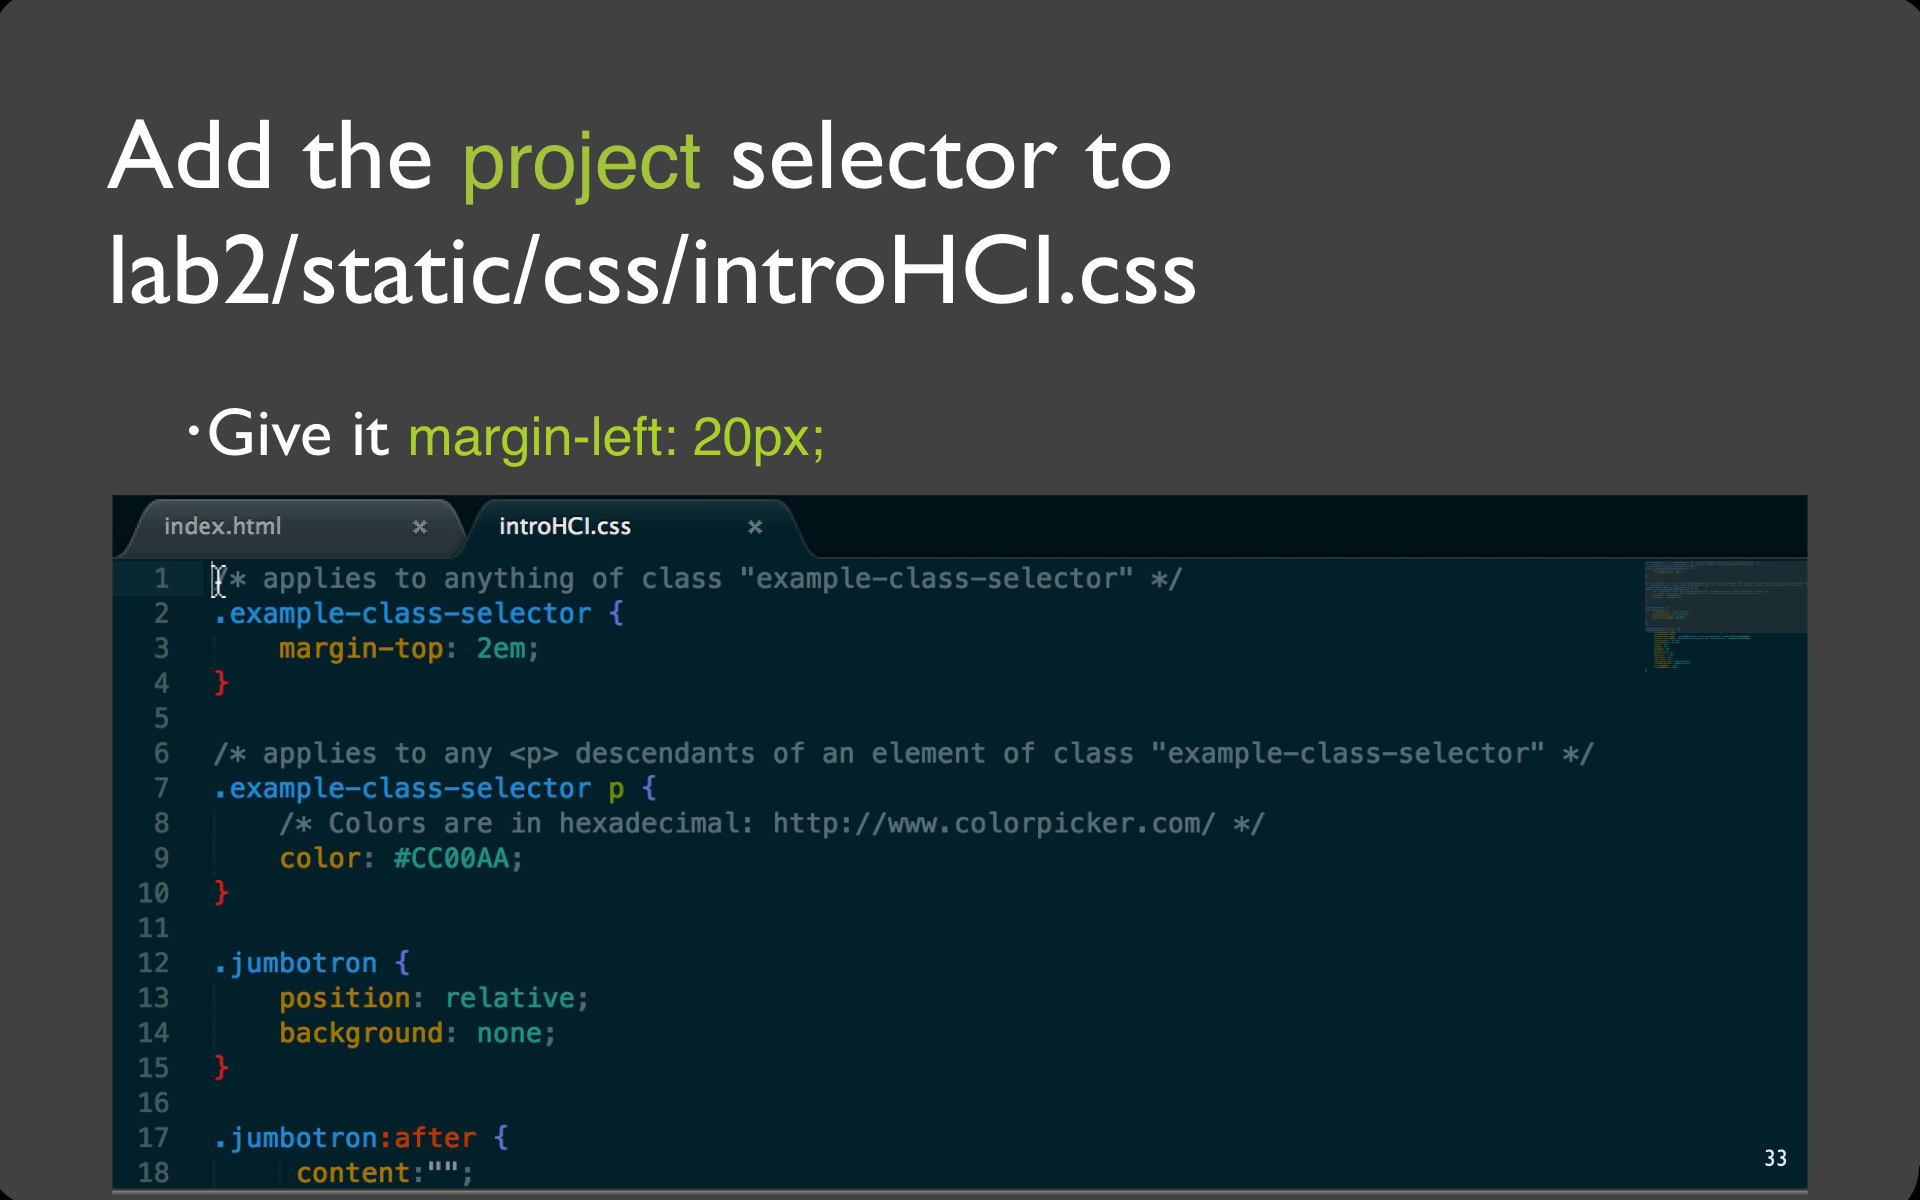 Add the project selector to
lab2/static/css/introHCI.css
•Give it margin-left: 20px;
index.html × introHCI.css ×
1 /* applies to anything of class "example-class-selector" */
2 .example-class-selector {
3 margin-top: 2em;
4 }
5
6 /* applies to any <p> descendants of an element of class "example-class-selector" */
7 .example-class-selector p {
8 /* Colors are in hexadecimal: http://www.colorpicker.com/ */
9 color: #CC00AA;
10 }
11
12 .jumbotron {
13 position: relative;
14 background: none;
15 }
16
17 .jumbotron:after {
18 content:"";
33